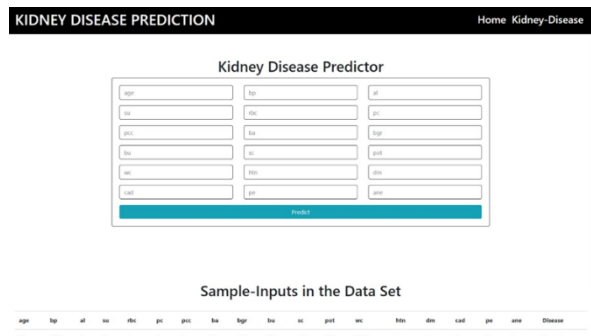 KIDNEY DISEASE PREDICTION Home Kidney-Disease
Kidney Disease Predictor
age bp al
su rbc pc
pcc ba bgr
bu sc pot
wc htn dm
cad pe ane
Predict
Sample-Inputs in the Data Set
age bp al su rbc pc pcc ba bgr bu sc pot wc htn dm cad pe ane Disease